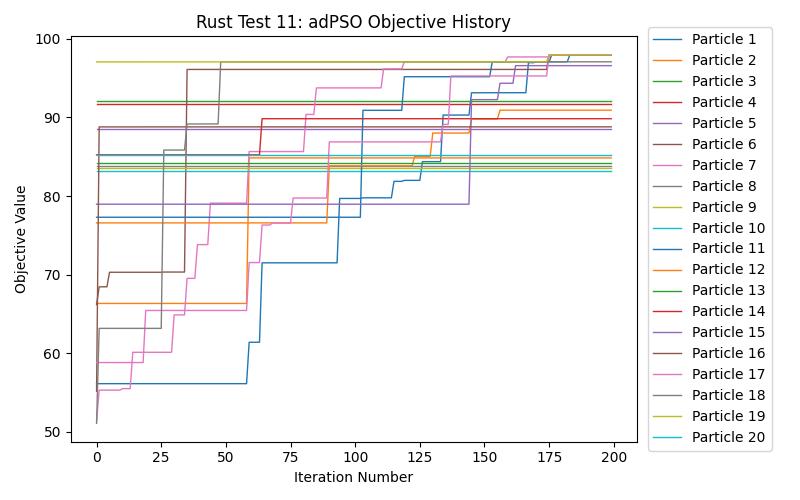 Rust Test 11: adPSO Objective History
Objective Value
100
90
80
70
60
50
0 25 50 75 100 125 150 175 200
Iteration Number
Particle 1
Particle 2
Particle 3
Particle 4
Particle 5
Particle 6
Particle 7
Particle 8
Particle 9
Particle 10
Particle 11
Particle 12
Particle 13
Particle 14
Particle 15
Particle 16
Particle 17
Particle 18
Particle 19
Particle 20